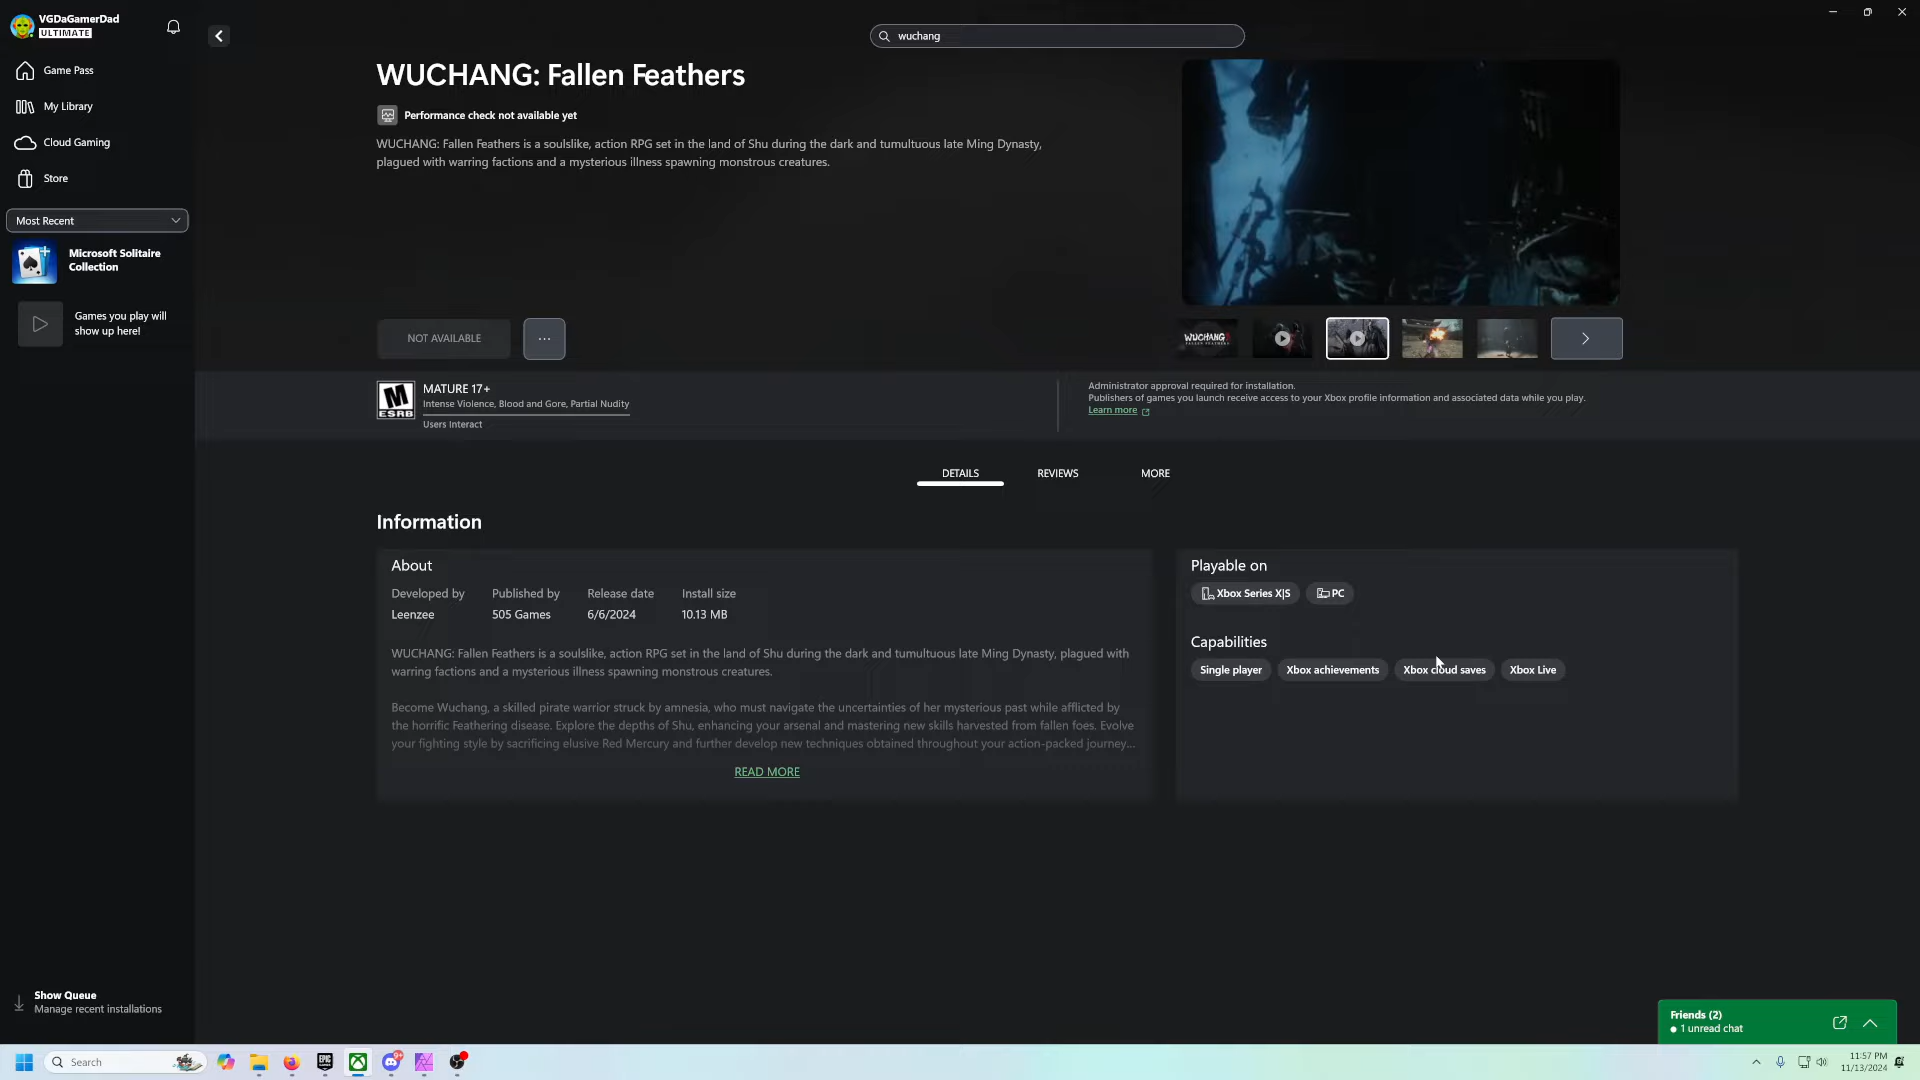 VGDaGamerDad
ULTIMATE
Game Pass
My Library
Cloud Gaming
Store
Most Recent
Microsoft Solitaire
Collection
Games you play will
show up here!
Show Queue
Manage recent installations
wuchang
WUCHANG: Fallen Feathers
Performance check not available yet
WUCHANG: Fallen Feathers is a soulslike, action RPG set in the land of Shu during the dark and tumultuous late Ming Dynasty,
plagued with warring factions and a mysterious illness spawning monstrous creatures.
NOT AVAILABLE
...
WUCHANG
FALLEN FEATHERS
M
ESRB
MATURE 17+
Intense Violence, Blood and Gore, Partial Nudity
Users Interact
Administrator approval required for installation.
Publishers of games you launch receive access to your Xbox profile information and associated data while you play.
Learn more
DETAILS
REVIEWS
MORE
Information
About
Developed by
Leenzee
Published by
505 Games
Release date
6/6/2024
Install size
10.13 MB
WUCHANG: Fallen Feathers is a soulslike, action RPG set in the land of Shu during the dark and tumultuous late Ming Dynasty, plagued with
warring factions and a mysterious illness spawning monstrous creatures.
Become Wuchang, a skilled pirate warrior struck by amnesia, who must navigate the uncertainties of her mysterious past while afflicted by
the horrific Feathering disease. Explore the depths of Shu, enhancing your arsenal and mastering new skills harvested from fallen foes. Evolve
your fighting style by sacrificing elusive Red Mercury and further develop new techniques obtained throughout your action-packed journey...
READ MORE
Playable on
Xbox Series X|S
PC
Capabilities
Single player
Xbox achievements
Xbox cloud saves
Xbox Live
Friends (2)
1 unread chat
Search
EPIC
GAMES
9+
11:57 PM
11/13/2024